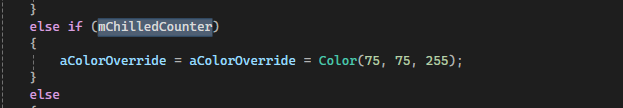 }
else if (mChilledCounter)
{
aColorOverride = aColorOverride = Color(75, 75, 255);
}
else